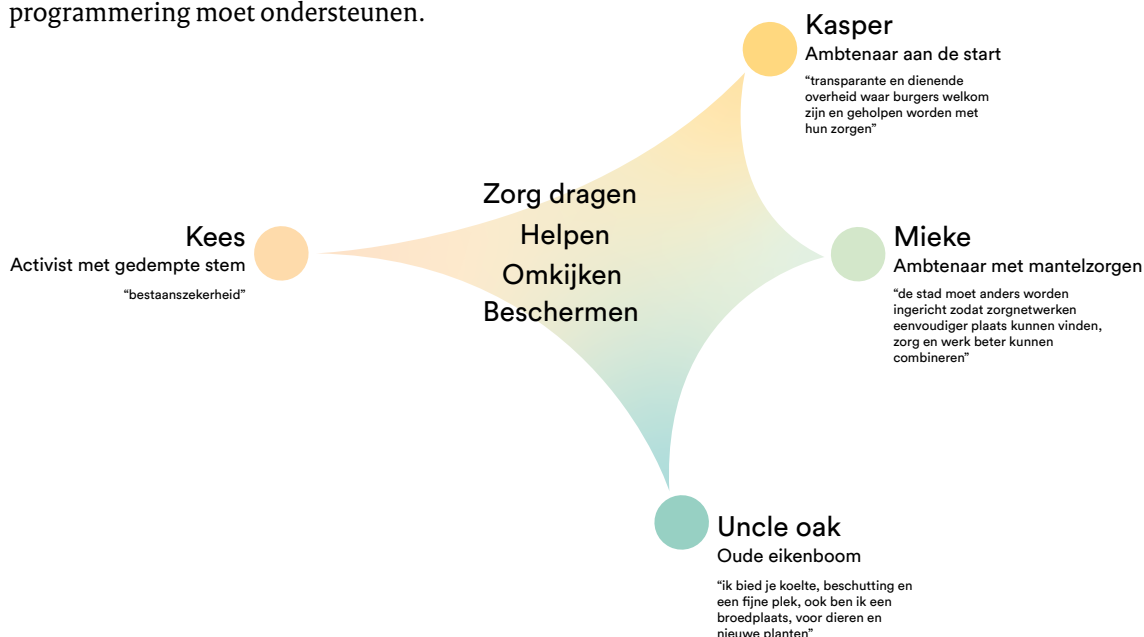 programmering moet ondersteunen.
Kasper
Ambtenaar aan de start
“transparante en dienende
overheid waar burgers welkom
zijn en geholpen worden met
hun zorgen”
Zorg dragen
Helpen
Omkijken
Beschermen
Kees
Activist met gedempte stem
“bestaanszekerheid”
Mieke
Ambtenaar met mantelzorgen
“de stad moet anders worden
ingericht zodat zorgnetwerken
eenvoudiger plaats kunnen vinden,
zorg en werk beter kunnen
combineren”
Uncle oak
Oude eikenboom
“ik bied je koelte, beschutting en
een fijne plek, ook ben ik een
broedplaats, voor dieren en
nieuwe planten”